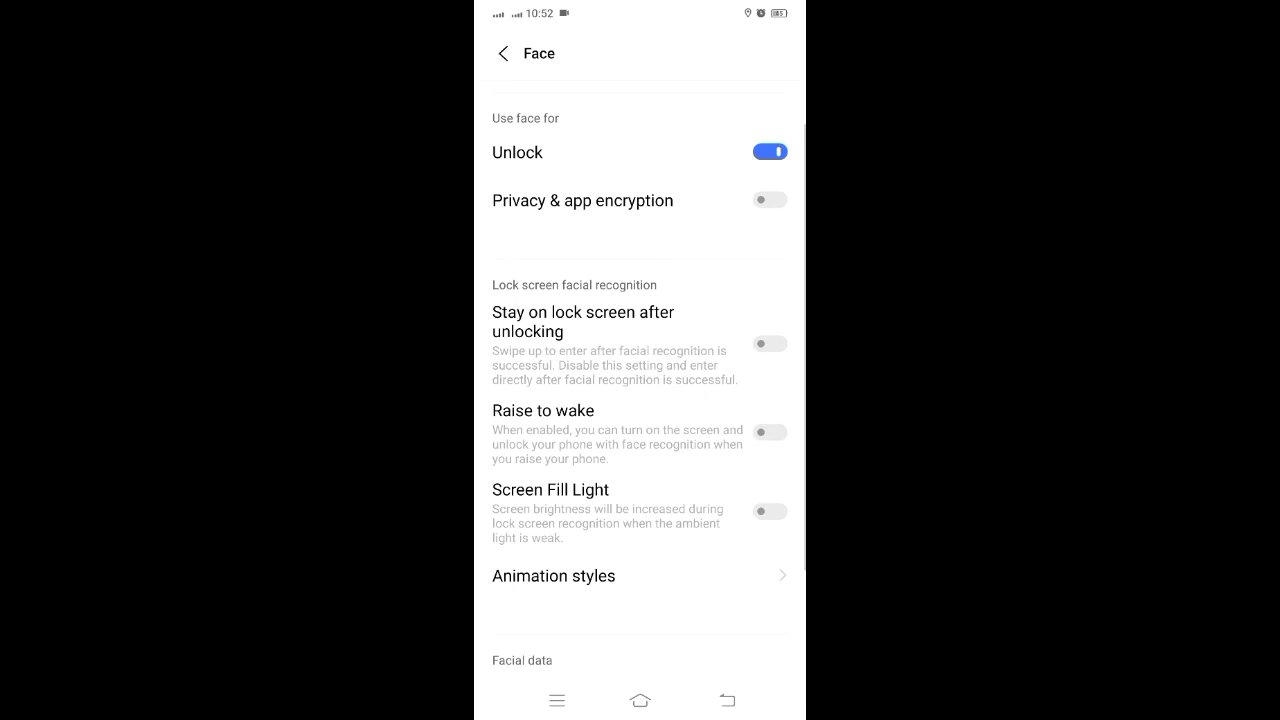 10:52
Face
Use face for
Unlock
Privacy & app encryption
Lock screen facial recognition
Stay on lock screen after
unlocking
Swipe up to enter after facial recognition is
successful. Disable this setting and enter
directly after facial recognition is successful.
Raise to wake
When enabled, you can turn on the screen and
unlock your phone with face recognition when
you raise your phone.
Screen Fill Light
Screen brightness will be increased during
lock screen recognition when the ambient
light is weak.
Animation styles
Facial data